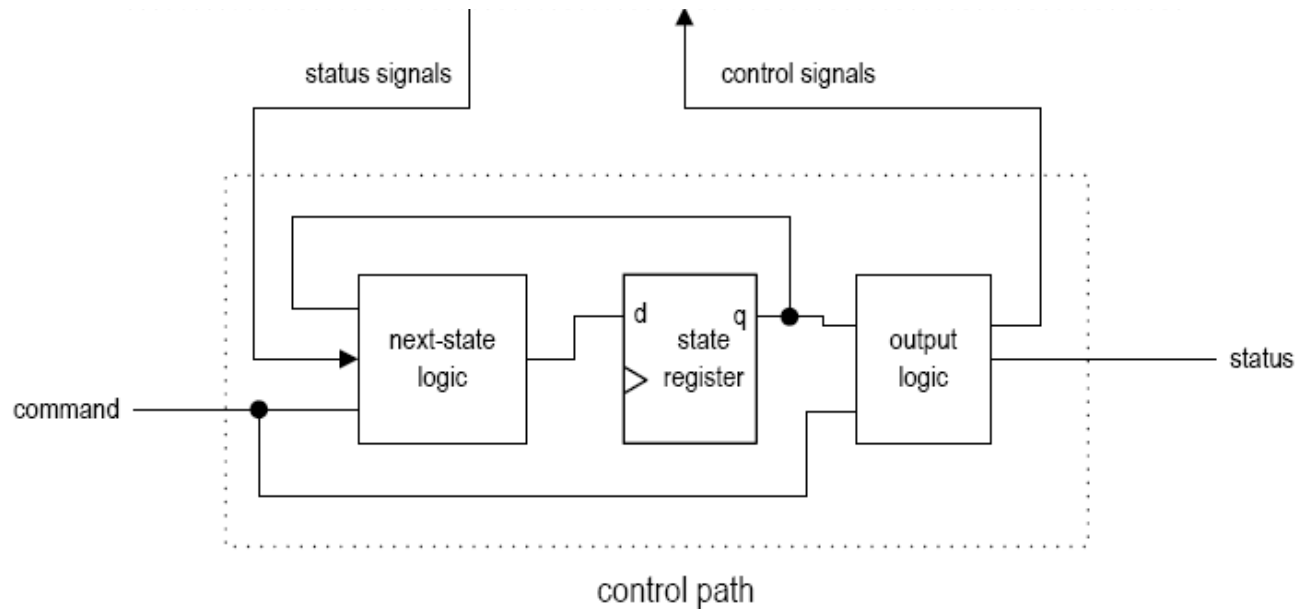 status signals
control signals
next-state
logic
d
q
state
register
output
logic
status
command
control path